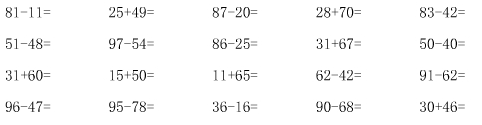 81-11= 25+49= 87-20= 28+70= 83-42=
51-48= 97-54= 86-25= 31+67= 50-40=
31+60= 15+50= 11+65= 62-42= 91-62=
96-47= 95-78= 36-16= 90-68= 30+46=